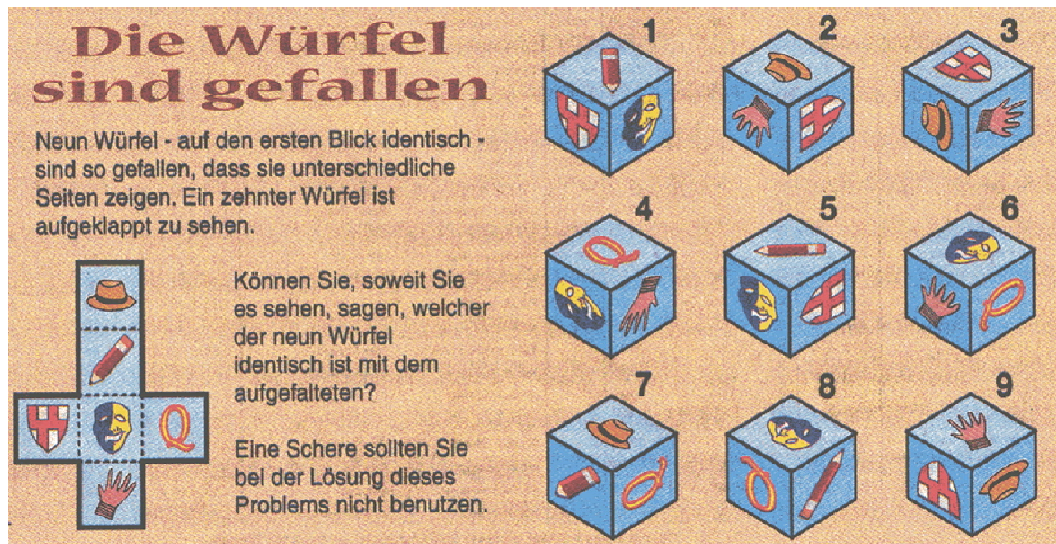 Die Würfel
sind gefallen
Neun Würfel - auf den ersten Blick identisch -
sind so gefallen, dass sie unterschiedliche
Seiten zeigen. Ein zehnter Würfel ist
aufgeklappt zu sehen.
Können Sie, soweit Sie
es sehen, sagen, welcher
der neun Würfel
identisch ist mit dem
aufgefalteten?
Eine Schere sollten Sie
bei der Lösung dieses
Problems nicht benutzen.
Q
1
2
3
4
Q
5
6
Q
7
Q
8
Q
9